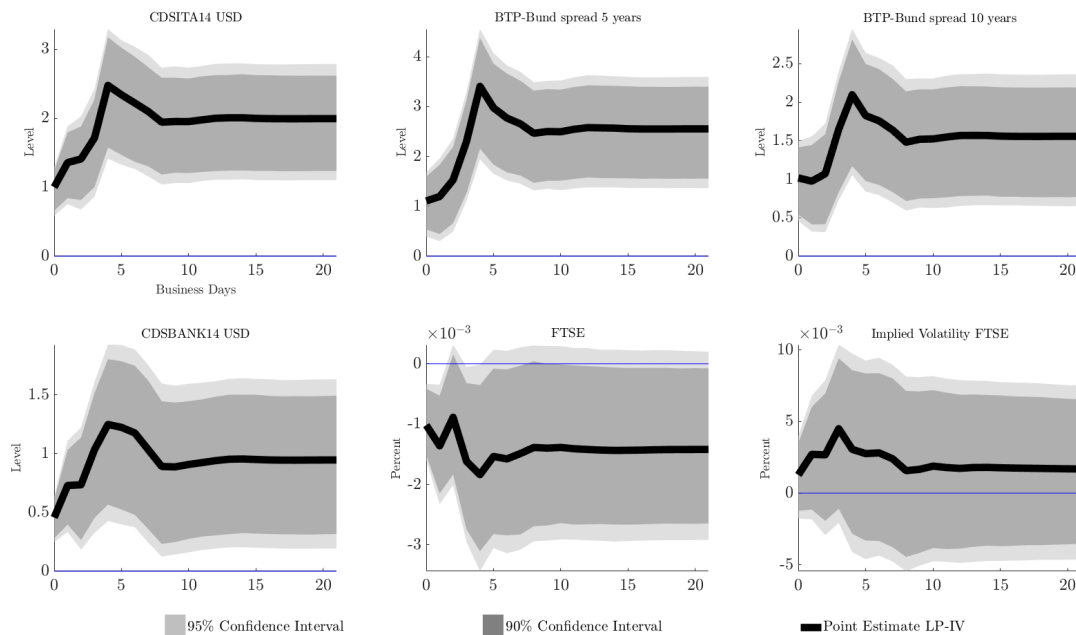 CDSITA14 USD
BTP-Bund spread 5 years
BTP-Bund spread 10 years
3
2
1
0
Level
0 5 10 15 20
Business Days
4
3
2
1
0
Level
0 5 10 15 20
2.5
2
1.5
1
0.5
0
Level
0 5 10 15 20
CDSBANK14 USD
FTSE
Implied Volatility FTSE
1.5
1
0.5
0
Level
0 5 10 15 20
×10⁻³
0
-1
-2
-3
Percent
0 5 10 15 20
×10⁻³
10
5
0
-5
Percent
0 5 10 15 20
95% Confidence Interval
90% Confidence Interval
Point Estimate LP-IV